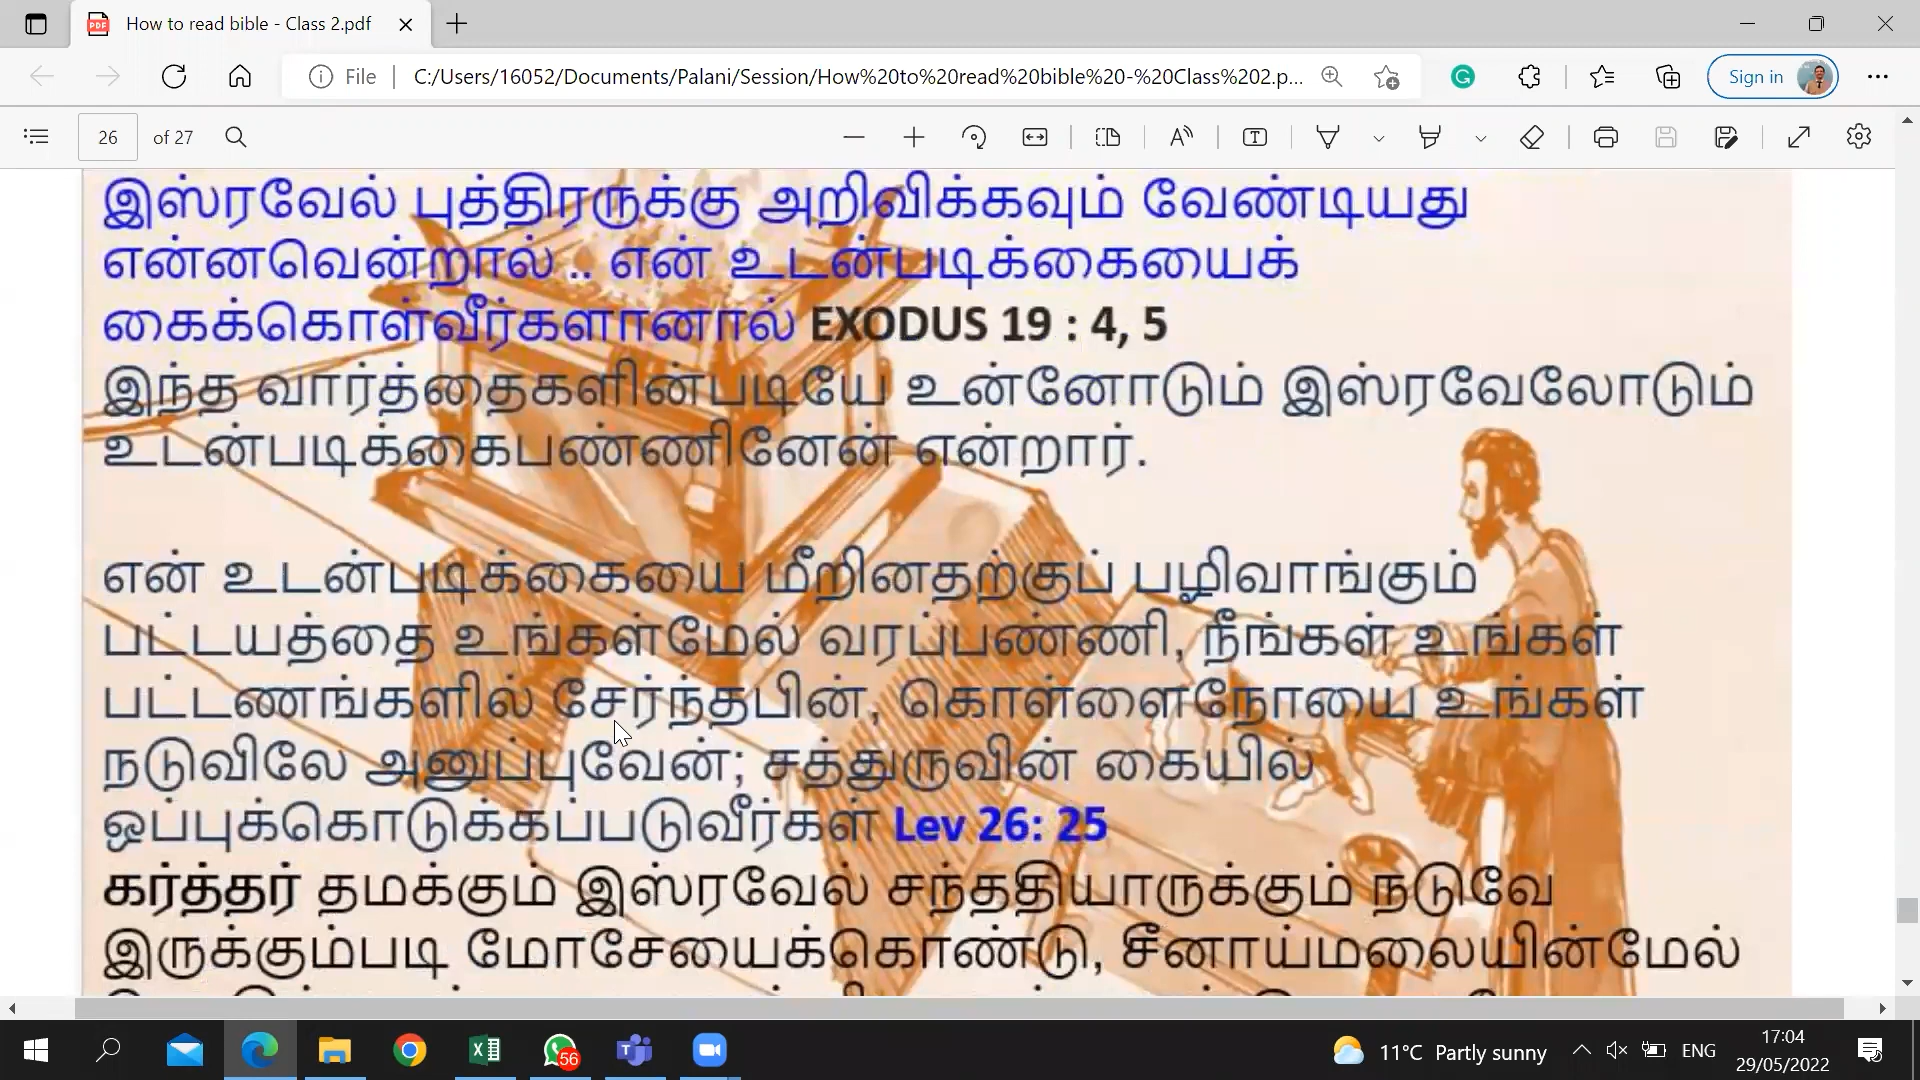 How to read bible - Class 2.pdf
File C:/Users/16052/Documents/Palani/Session/How%20to%20read%20bible%20-%20Class%202.p...
Sign in
26 of 27
இஸ்ரவேல் புத்திரருக்கு அறிவிக்கவும் வேண்டியது
என்னவென்றால் .. என் உடன்படிக்கையைக்
கைக்கொள்வீர்களானால் EXODUS 19 : 4, 5
இந்த வார்த்தைகளின்படியே உன்னோடும் இஸ்ரவேலோடும்
உடன்படிக்கைபண்ணினேன் என்றார்.
என் உடன்படிக்கையை மீறினதற்குப் பழிவாங்கும்
பட்டயத்தை உங்கள்மேல் வரப்பண்ணி, நீங்கள் உங்கள்
பட்டணங்களில் சேர்ந்தபின், கொள்ளைநோயை உங்கள்
நடுவிலே அனுப்புவேன்; சத்துருவின் கையில்
ஒப்புக்கொடுக்கப்படுவீர்கள் Lev 26: 25
கர்த்தர் தமக்கும் இஸ்ரவேல் சந்ததியாருக்கும் நடுவே
இருக்கும்படி மோசேயைக்கொண்டு, சீனாய்மலையின்மேல்
56
11°C Partly sunny
ENG
17:04
29/05/2022